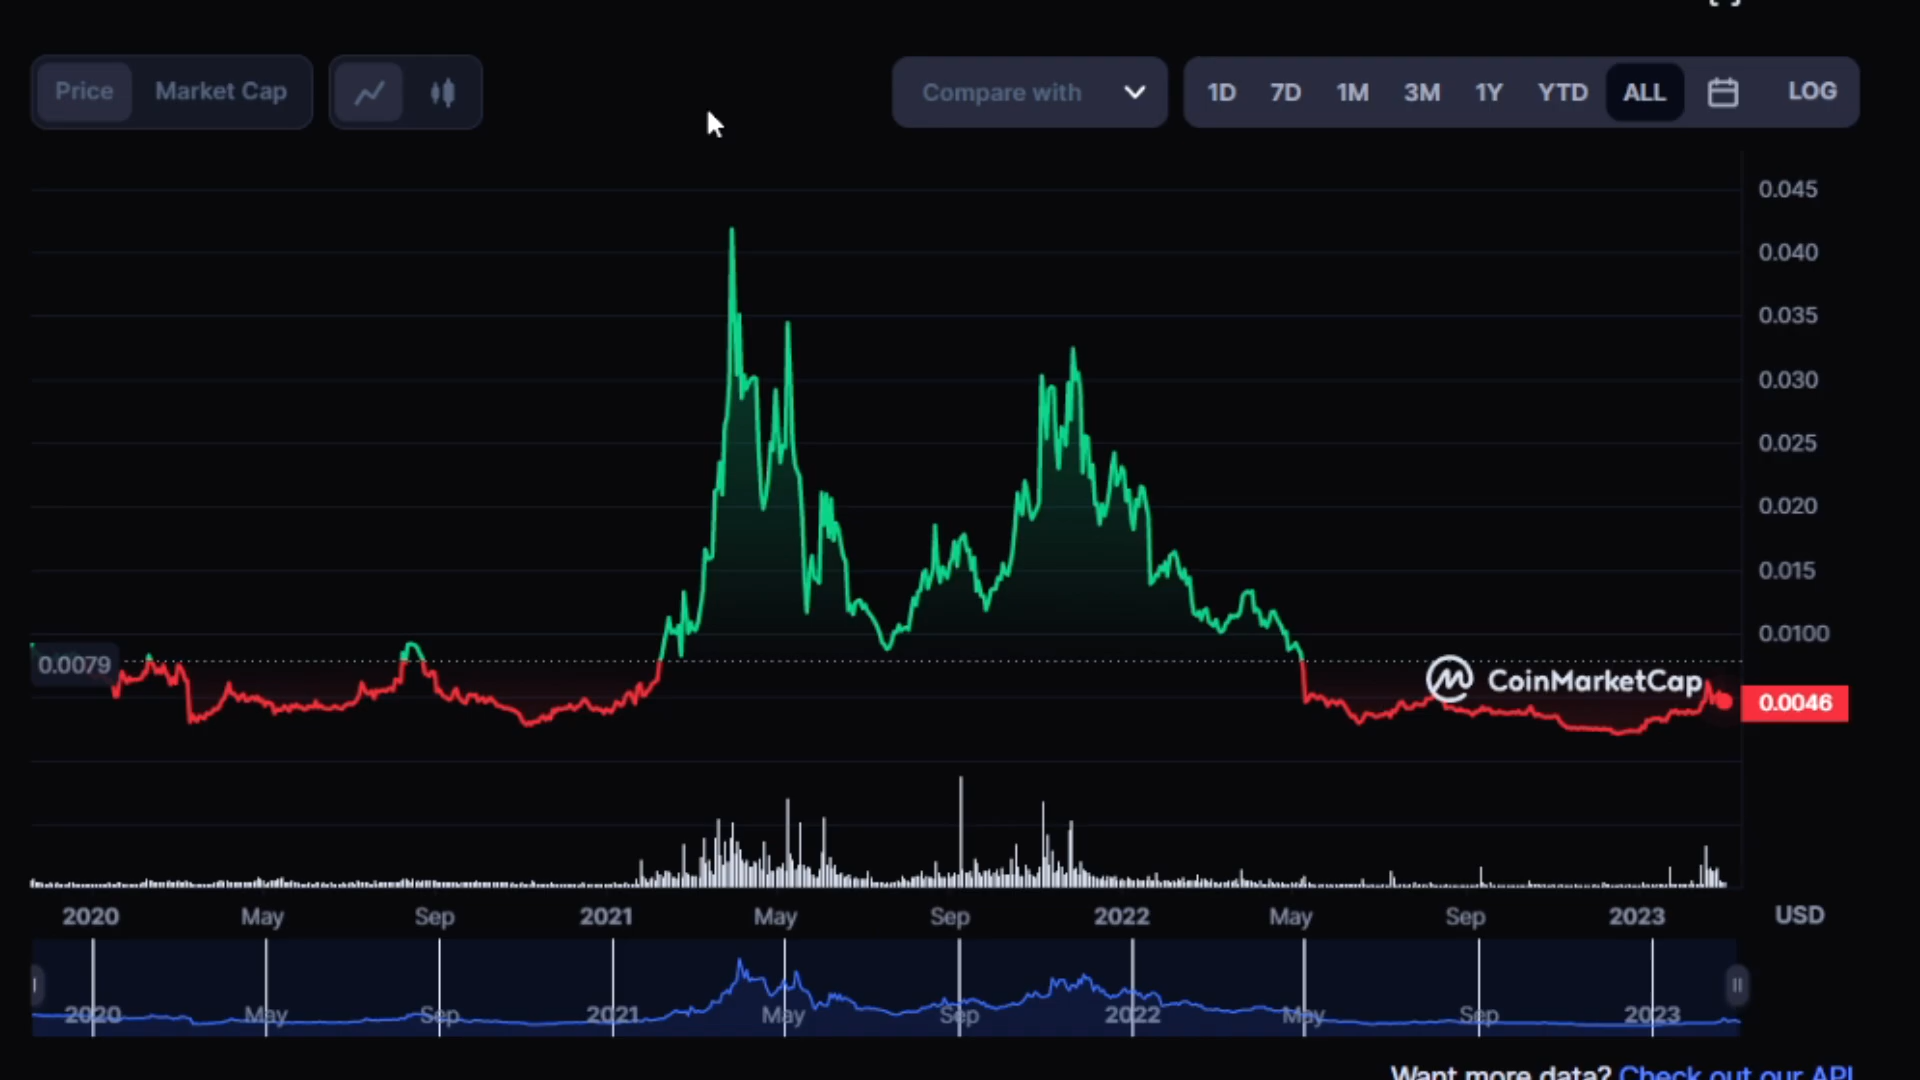 Price Market Cap Compare with 1D 7D 1M 3M 1Y YTD ALL LOG
0.045
0.040
0.035
0.030
0.025
0.020
0.015
0.0100
0.0079
CoinMarketCap
0.0046
2020 May Sep 2021 May Sep 2022 May Sep 2023 USD
2020 May Sep 2021 May Sep 2022 May Sep 2023
Want more data? Check out our API